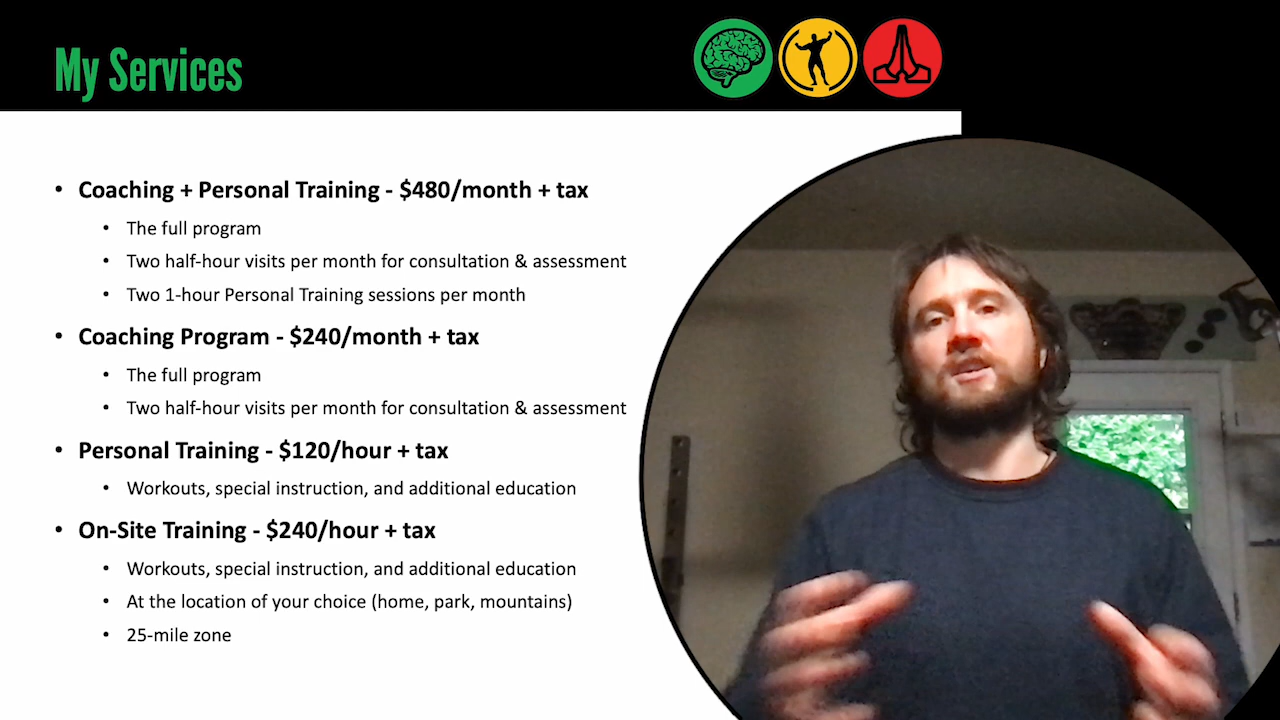 My Services
• Coaching + Personal Training - $480/month + tax
• The full program
• Two half-hour visits per month for consultation & assessment
• Two 1-hour Personal Training sessions per month
• Coaching Program - $240/month + tax
• The full program
• Two half-hour visits per month for consultation & assessment
• Personal Training - $120/hour + tax
• Workouts, special instruction, and additional education
• On-Site Training - $240/hour + tax
• Workouts, special instruction, and additional education
• At the location of your choice (home, park, mountains)
• 25-mile zone